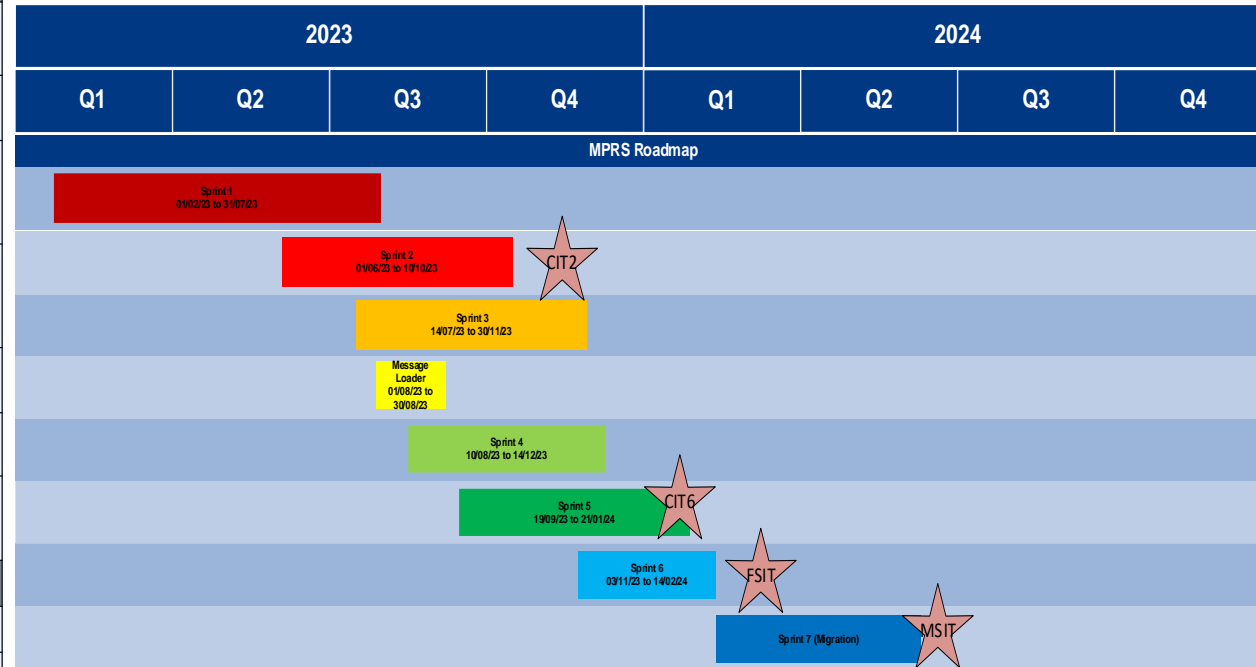 2023
2024
Q1
Q2
Q3
Q4
Q1
Q2
Q3
Q4
MPRS Roadmap
Sprint 1
01/02/23 to 31/07/23
Sprint 2
01/06/23 to 10/10/23
CIT2
Sprint 3
14/07/23 to 30/11/23
Message
Loader
01/08/23 to
30/08/23
Sprint 4
10/08/23 to 14/12/23
Sprint 5
19/09/23 to 21/01/24
CIT6
Sprint 6
03/11/23 to 14/02/24
FSIT
Sprint 7 (Migration)
MSIT